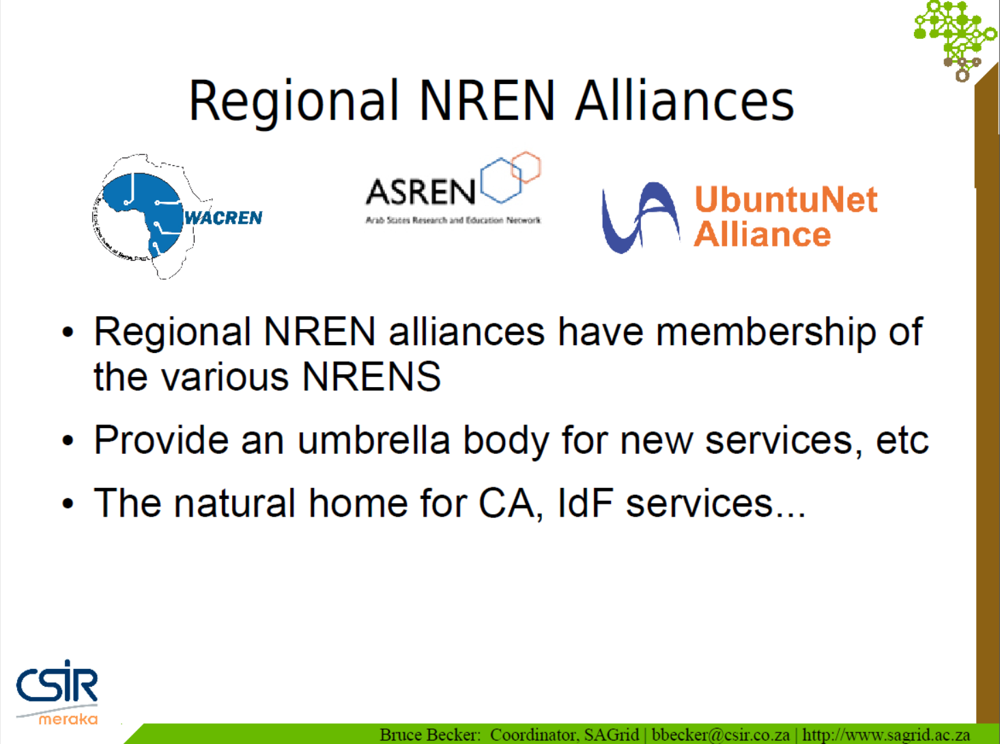 Regional NREN Alliances
WACREN
ASREN
Arab States Research and Education Network
UbuntuNet
Alliance
• Regional NREN alliances have membership of
the various NRENS
• Provide an umbrella body for new services, etc
• The natural home for CA, IdF services...
CSIR
meraka
Bruce Becker: Coordinator, SAGrid | bbecker@csir.co.za | http://www.sagrid.ac.za